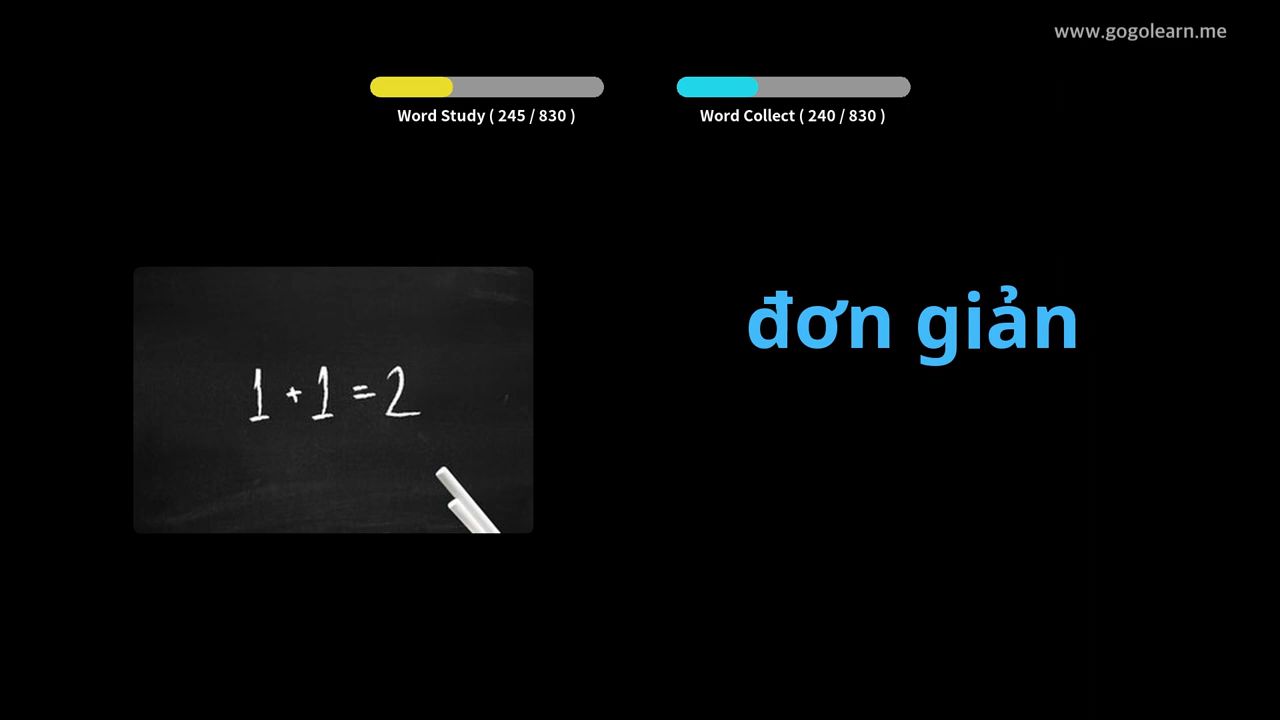 www.gogolearn.me
Word Study ( 245 / 830 )
Word Collect ( 240 / 830 )
1 + 1 = 2
đơn giản